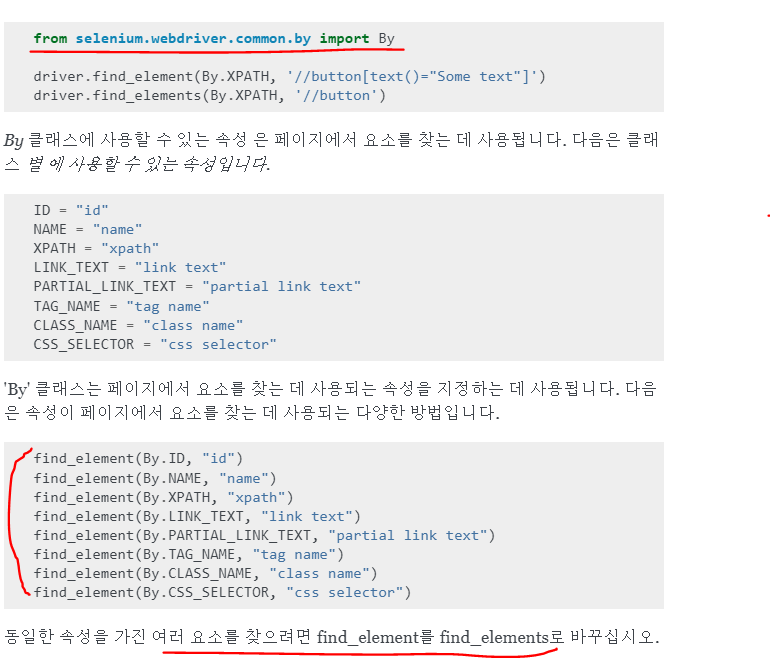 from selenium.webdriver.common.by import By
driver.find_element(By.XPATH, '//button[text()="Some text"]')
driver.find_elements(By.XPATH, '//button')
By 클래스에 사용할 수 있는 속성 은 페이지에서 요소를 찾는 데 사용됩니다. 다음은 클래
스 별 에 사용할 수 있는 속성입니다.
ID = "id"
NAME = "name"
XPATH = "xpath"
LINK_TEXT = "link text"
PARTIAL_LINK_TEXT = "partial link text"
TAG_NAME = "tag name"
CLASS_NAME = "class name"
CSS_SELECTOR = "css selector"
'By' 클래스는 페이지에서 요소를 찾는 데 사용되는 속성을 지정하는 데 사용됩니다. 다음
은 속성이 페이지에서 요소를 찾는 데 사용되는 다양한 방법입니다.
find_element(By.ID, "id")
find_element(By.NAME, "name")
find_element(By.XPATH, "xpath")
find_element(By.LINK_TEXT, "link text")
find_element(By.PARTIAL_LINK_TEXT, "partial link text")
find_element(By.TAG_NAME, "tag name")
find_element(By.CLASS_NAME, "class name")
find_element(By.CSS_SELECTOR, "css selector")
동일한 속성을 가진 여러 요소를 찾으려면 find_element를 find_elements로 바꾸십시오.